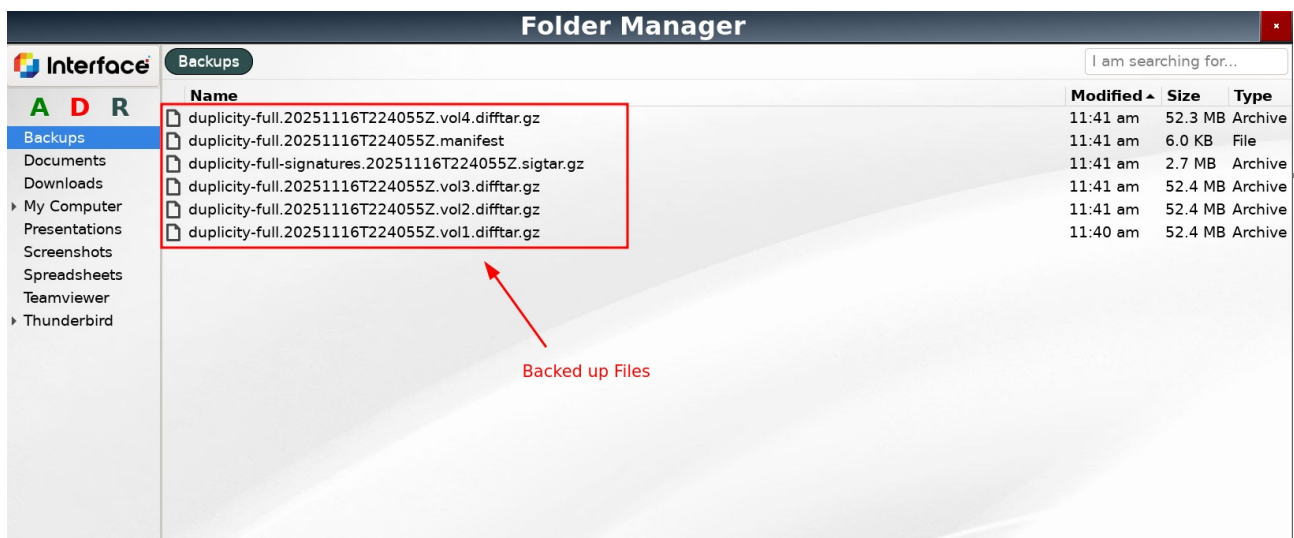 Folder Manager
×
Interface
Backups
I am searching for...
A D R
Name Modified Size Type
Backups
Documents
Downloads
My Computer
Presentations
Screenshots
Spreadsheets
Teamviewer
Thunderbird
duplicity-full.20251116T224055Z.vol4.difftar.gz 11:41 am 52.3 MB Archive
duplicity-full.20251116T224055Z.manifest 11:41 am 6.0 KB File
duplicity-full-signatures.20251116T224055Z.sigtar.gz 11:41 am 2.7 MB Archive
duplicity-full.20251116T224055Z.vol3.difftar.gz 11:41 am 52.4 MB Archive
duplicity-full.20251116T224055Z.vol2.difftar.gz 11:41 am 52.4 MB Archive
duplicity-full.20251116T224055Z.vol1.difftar.gz 11:40 am 52.4 MB Archive
Backed up Files